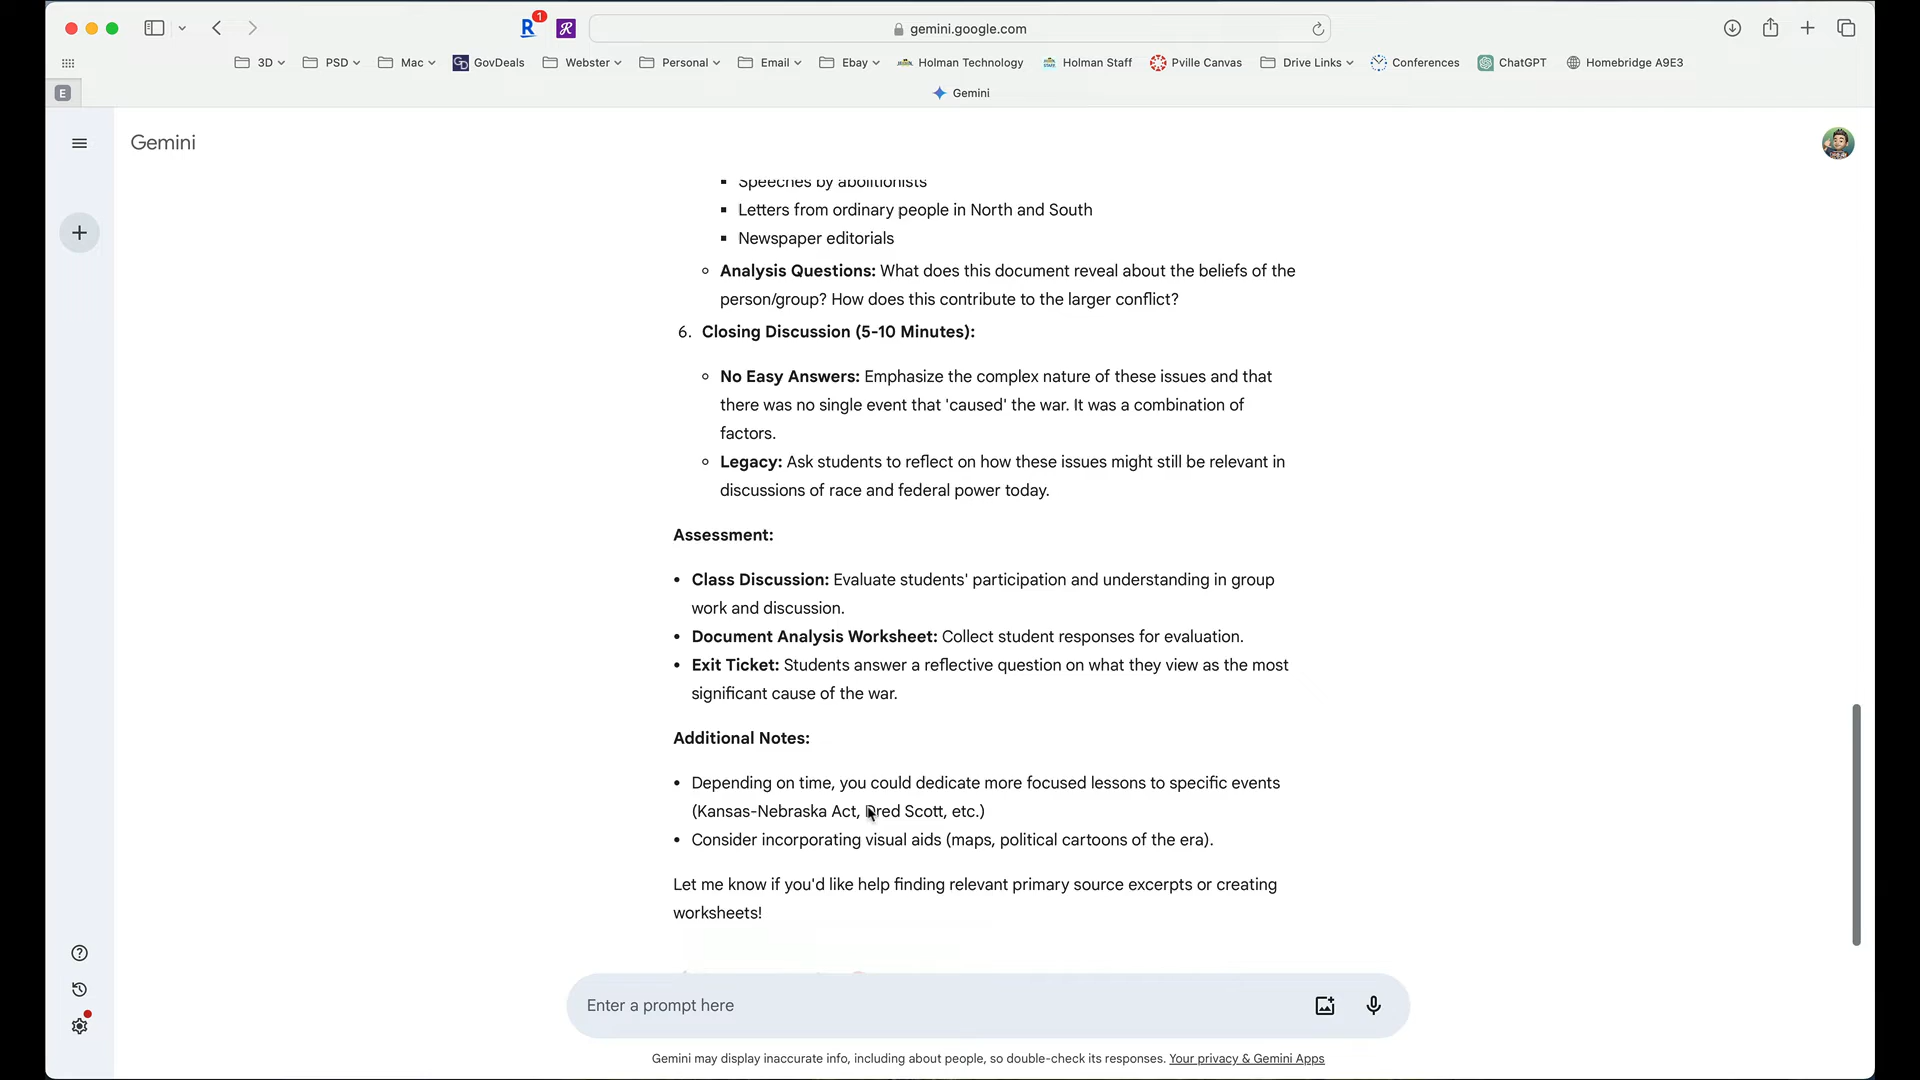 R 1
R
gemini.google.com
3D
PSD
Mac
GD GovDeals
Webster
Personal
Email
Ebay
Holman Technology
Holman Staff
Pville Canvas
Drive Links
Conferences
ChatGPT
Homebridge A9E3
E
Gemini
Gemini
▪ Speeches by abolitionists
▪ Letters from ordinary people in North and South
▪ Newspaper editorials
◦ Analysis Questions: What does this document reveal about the beliefs of the
person/group? How does this contribute to the larger conflict?
6. Closing Discussion (5-10 Minutes):
◦ No Easy Answers: Emphasize the complex nature of these issues and that
there was no single event that 'caused' the war. It was a combination of
factors.
◦ Legacy: Ask students to reflect on how these issues might still be relevant in
discussions of race and federal power today.
Assessment:
• Class Discussion: Evaluate students' participation and understanding in group
work and discussion.
• Document Analysis Worksheet: Collect student responses for evaluation.
• Exit Ticket: Students answer a reflective question on what they view as the most
significant cause of the war.
Additional Notes:
• Depending on time, you could dedicate more focused lessons to specific events
(Kansas-Nebraska Act, Dred Scott, etc.)
• Consider incorporating visual aids (maps, political cartoons of the era).
Let me know if you'd like help finding relevant primary source excerpts or creating
worksheets!
Enter a prompt here
Gemini may display inaccurate info, including about people, so double-check its responses. Your privacy & Gemini Apps